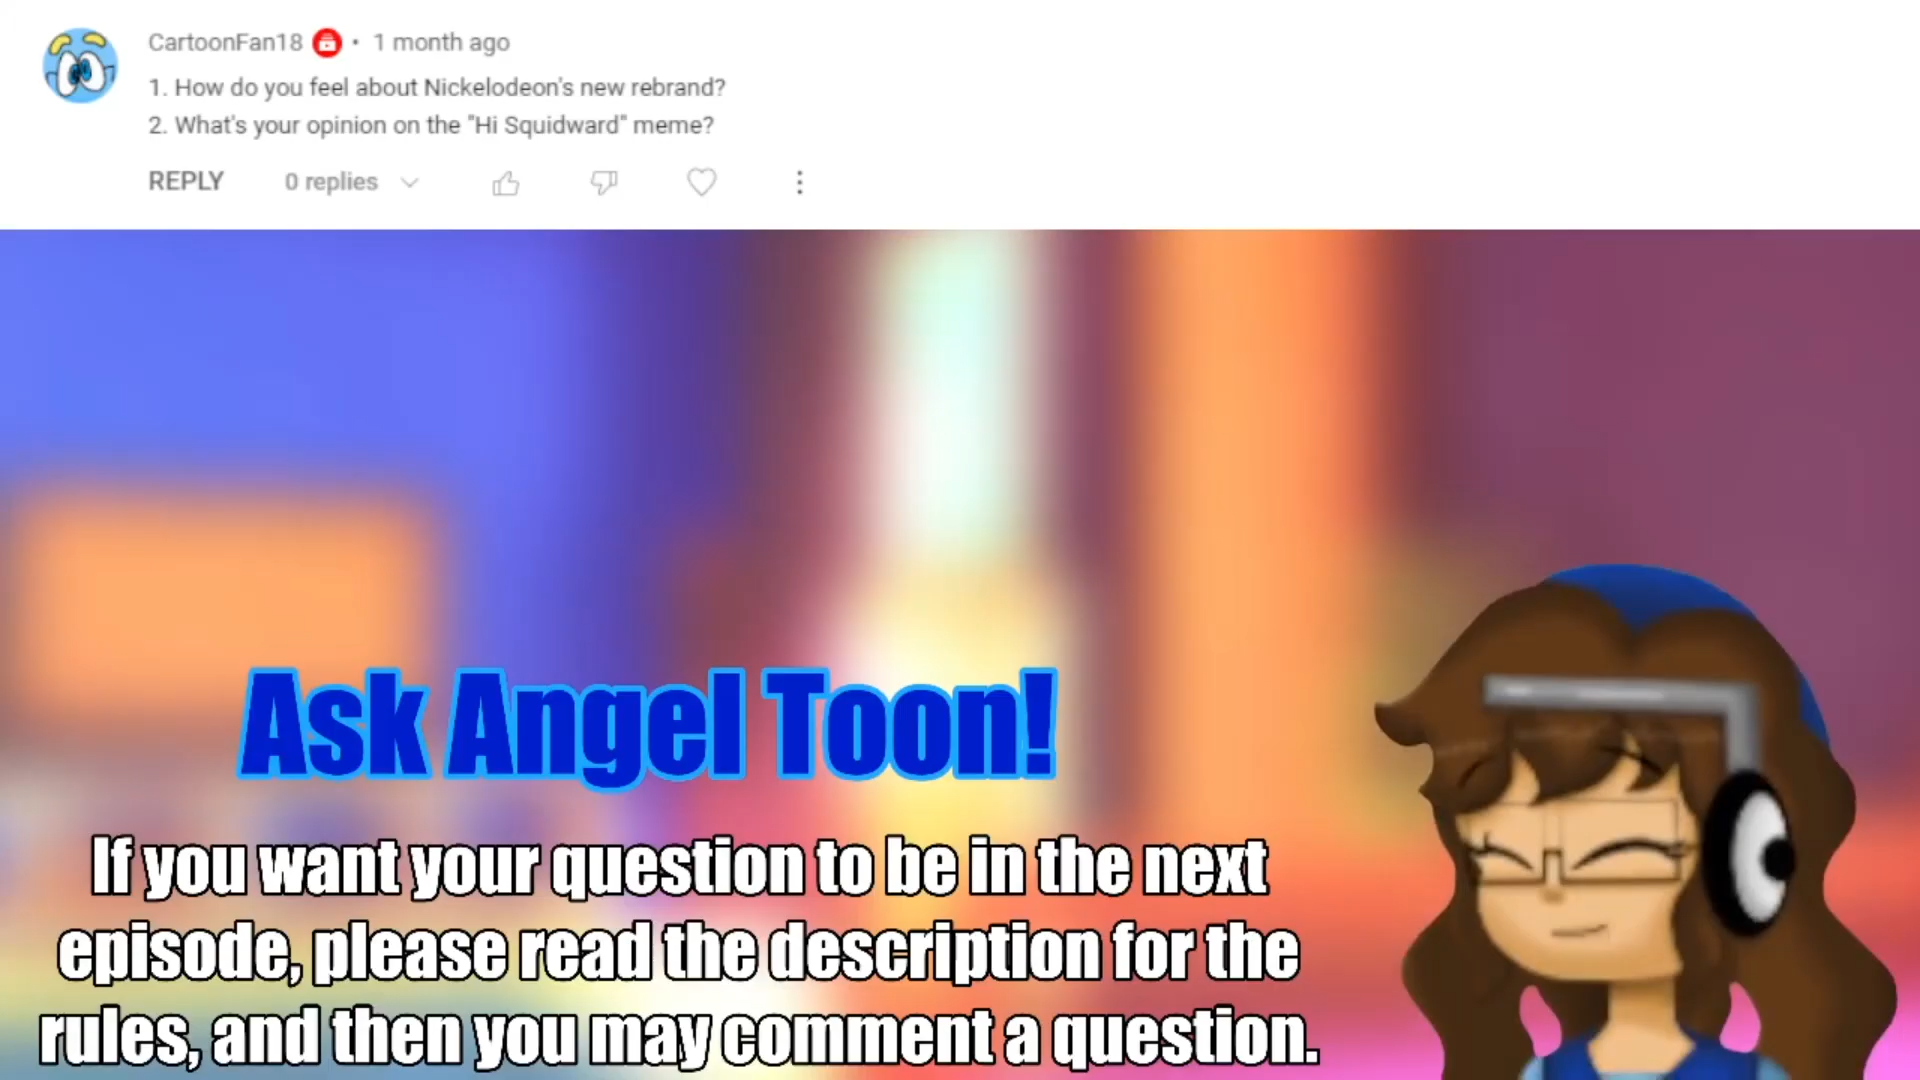 CartoonFan18 • 1 month ago
1. How do you feel about Nickelodeon's new rebrand?
2. What's your opinion on the "Hi Squidward" meme?
REPLY 0 replies
Ask Angel Toon!
If you want your question to be in the next
episode, please read the description for the
rules, and then you may comment a question.